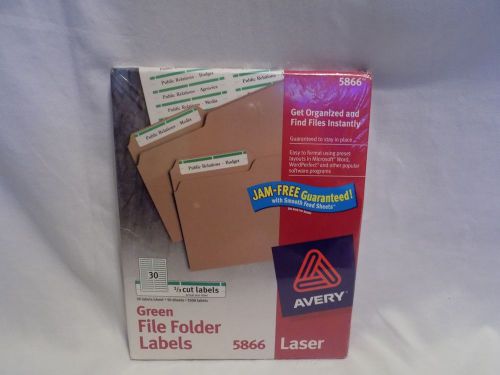 5866
Get Organized and
Find Files Instantly
Guaranteed to stay in place
Easy to format using preset
layouts in Microsoft Word,
WordPerfect and other popular
software programs
Public Relations - Budget
Public Relations - Agencies
Public Relations - Media
Public Relations - Media
Public Relations - Budget
JAM-FREE Guaranteed!
with Smooth Feed Sheets
30
1/3 cut labels
Green
File Folder
Labels
5866
AVERY
Laser